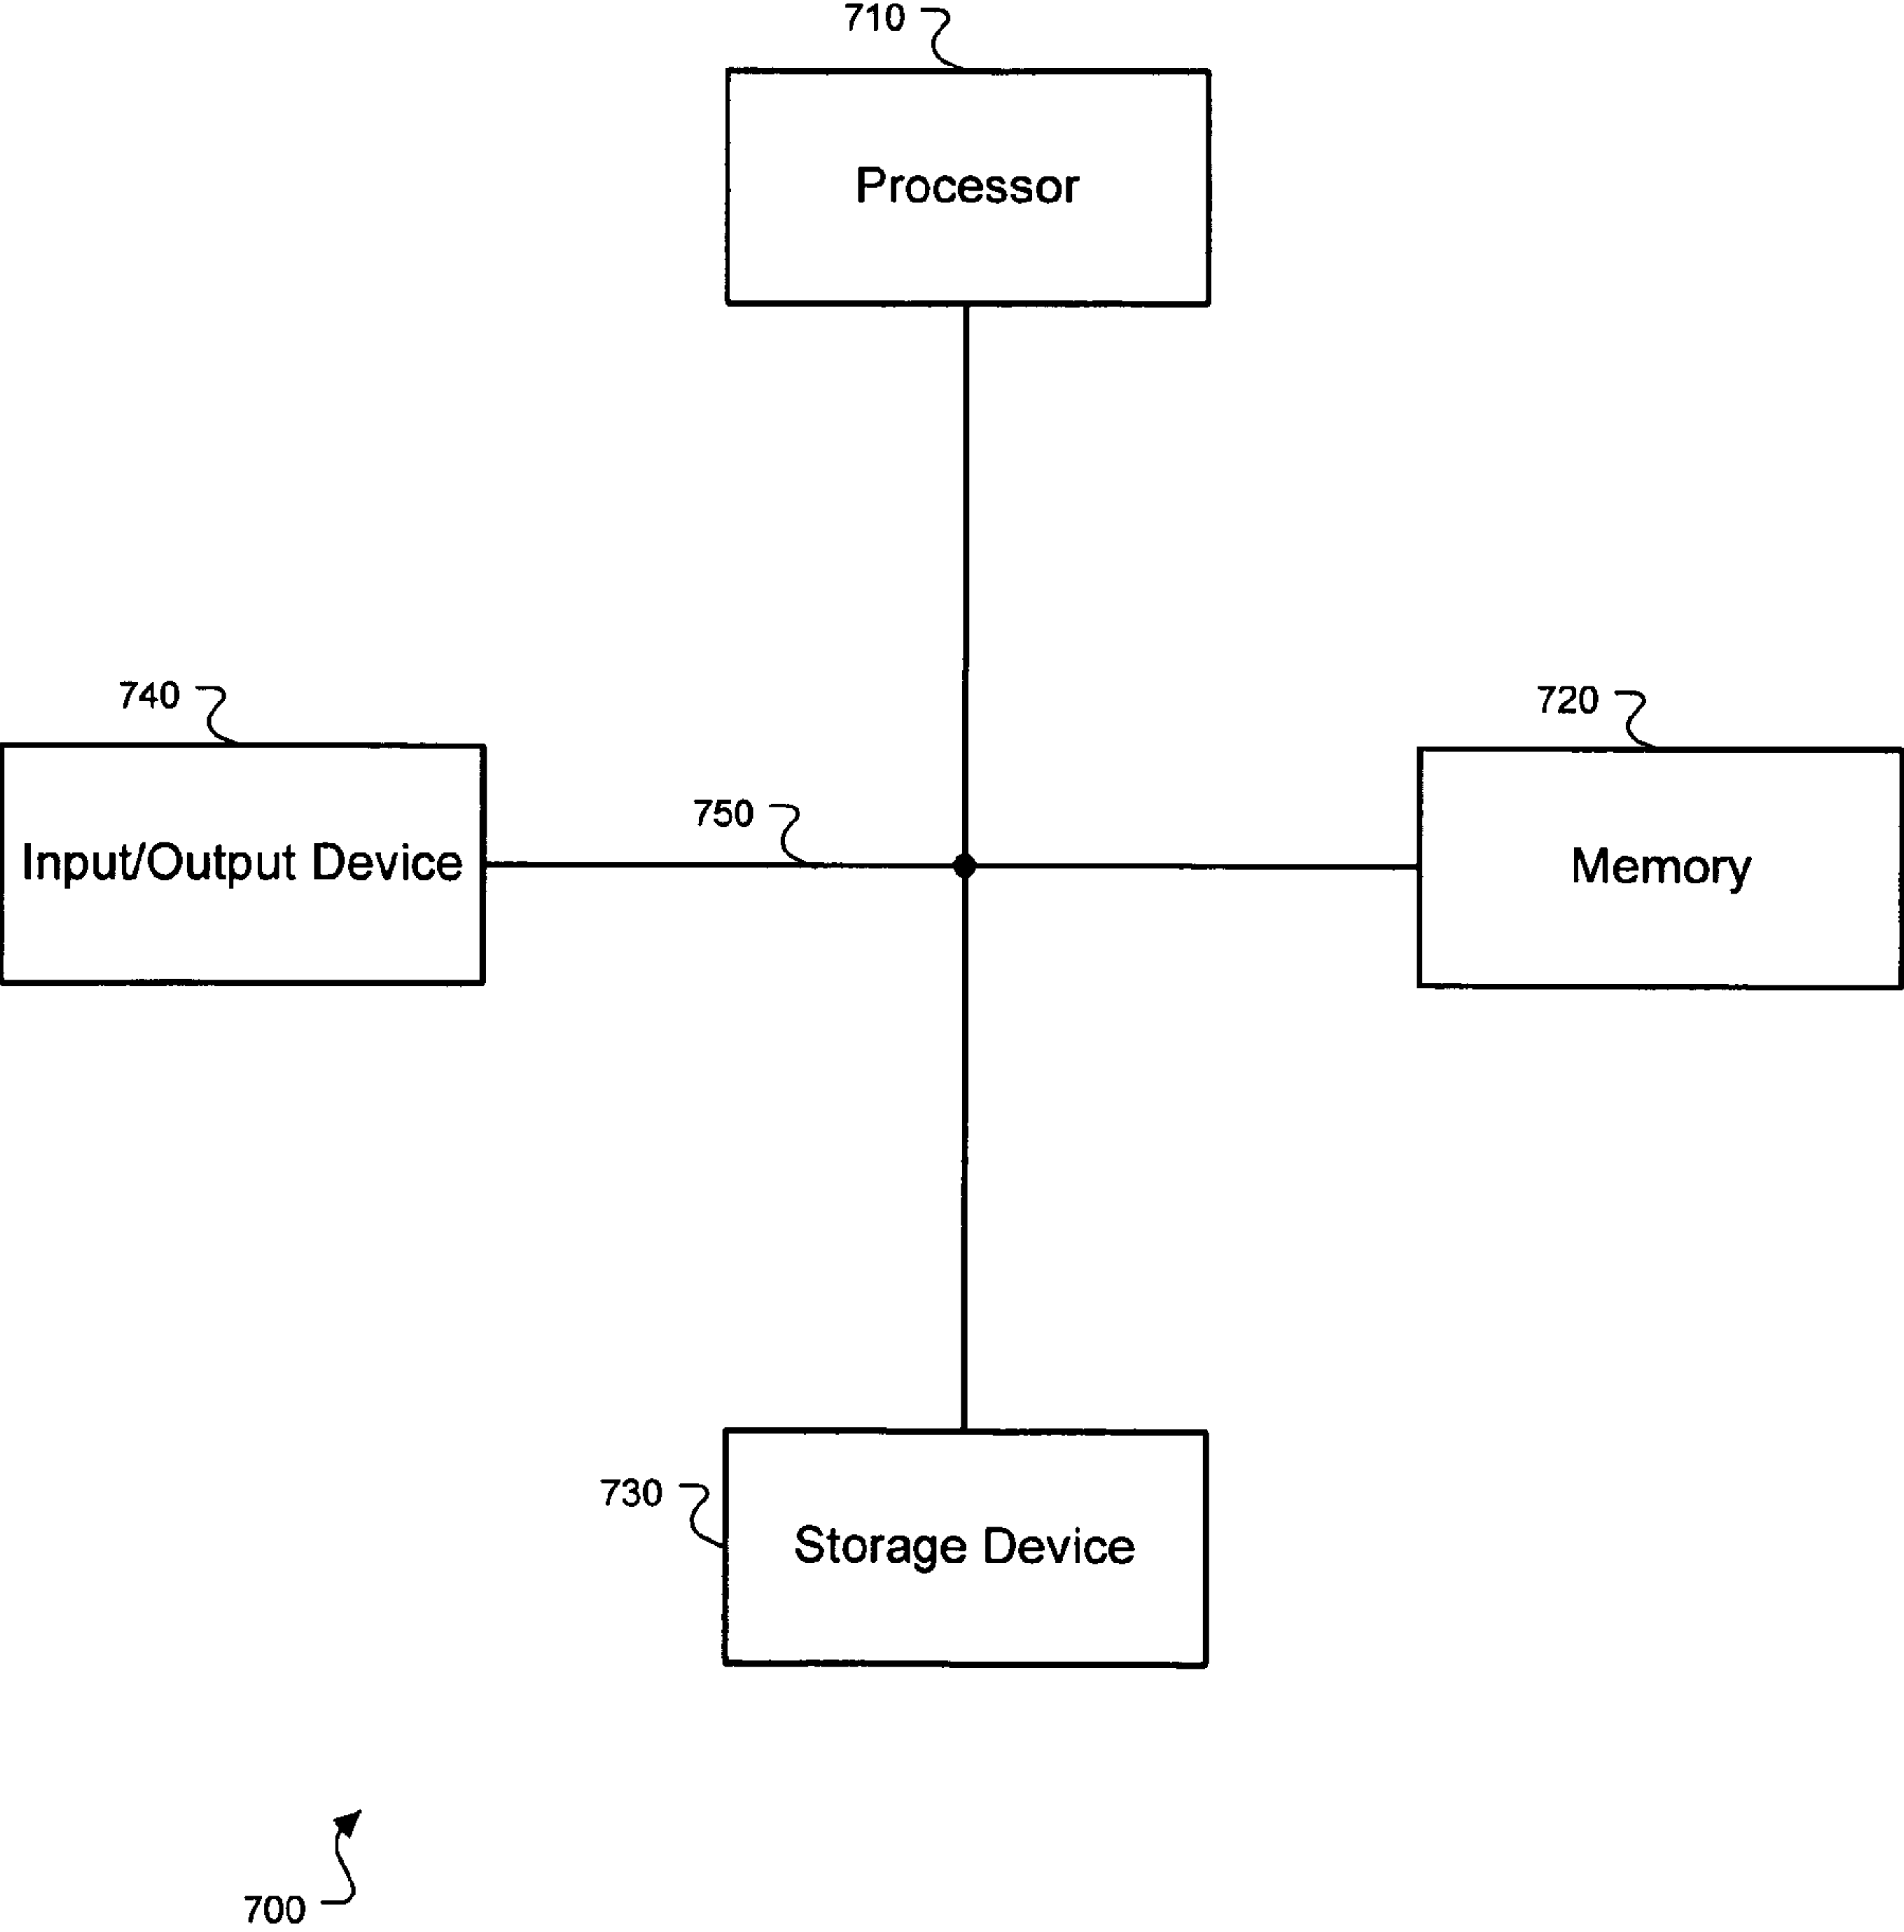 710
Processor
740
720
750
Input/Output Device
Memory
730
Storage Device
700